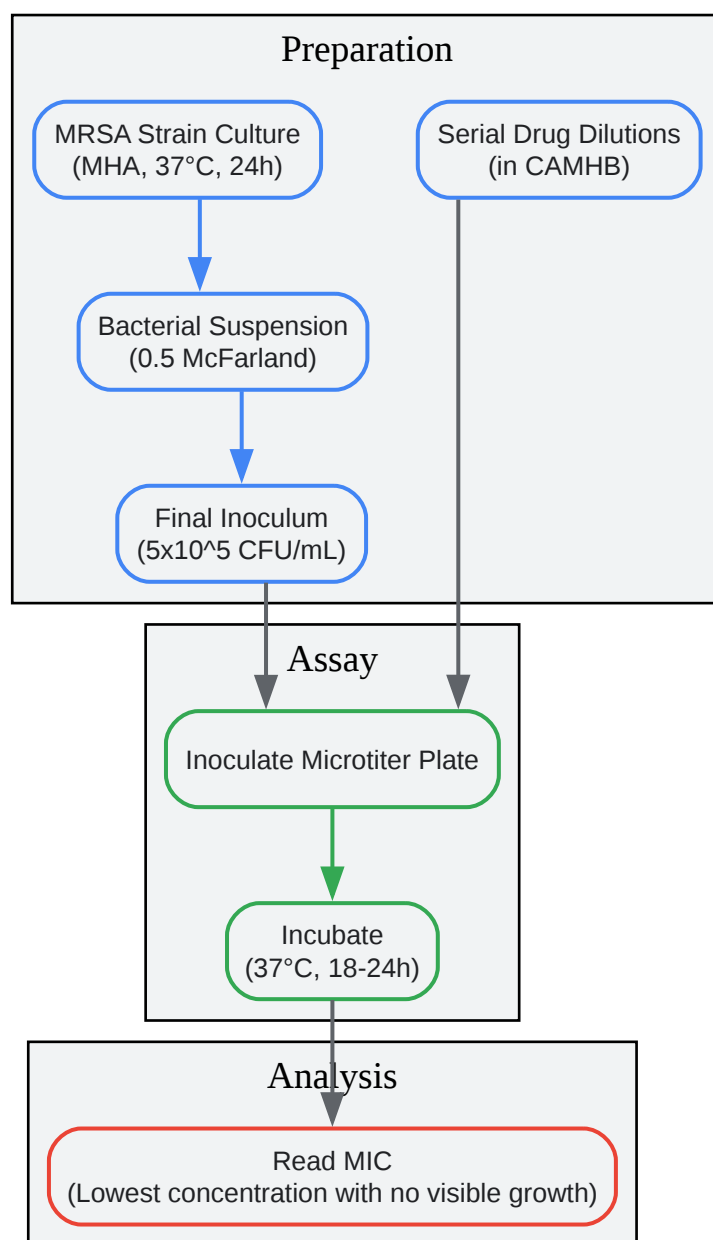 Preparation
MRSA Strain Culture
(MHA, 37°C, 24h)
Serial Drug Dilutions
(in CAMHB)
Bacterial Suspension
(0.5 McFarland)
Final Inoculum
(5x10^5 CFU/mL)
Assay
Inoculate Microtiter Plate
Incubate
(37°C, 18-24h)
Analysis
Read MIC
(Lowest concentration with no visible growth)